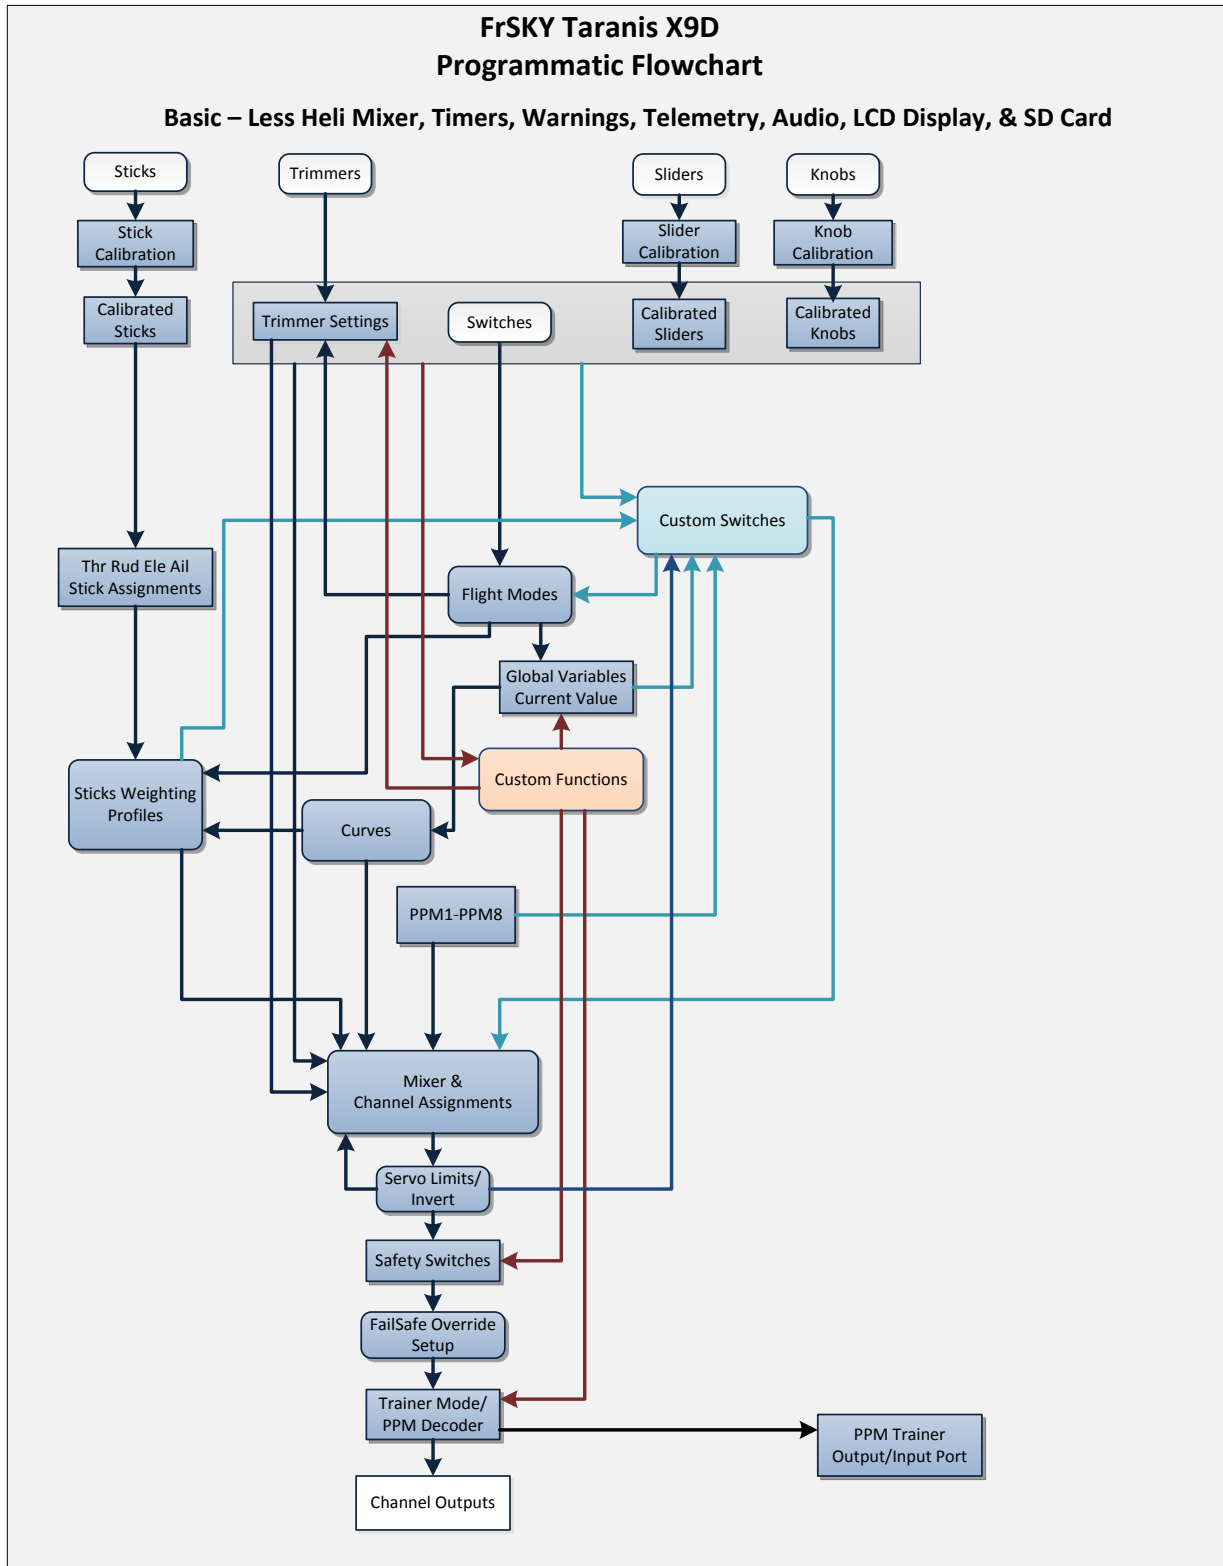 FrSKY Taranis X9D
Programmatic Flowchart
Basic – Less Heli Mixer, Timers, Warnings, Telemetry, Audio, LCD Display, & SD Card
Sticks
Trimmers
Sliders
Knobs
Stick
Calibration
Slider
Calibration
Knob
Calibration
Calibrated
Sticks
Trimmer Settings
Switches
Calibrated
Sliders
Calibrated
Knobs
Custom Switches
Thr Rud Ele Ail
Stick Assignments
Flight Modes
Global Variables
Current Value
Custom Functions
Sticks Weighting
Profiles
Curves
PPM1-PPM8
Mixer &
Channel Assignments
Servo Limits/
Invert
Safety Switches
FailSafe Override
Setup
Trainer Mode/
PPM Decoder
PPM Trainer
Output/Input Port
Channel Outputs